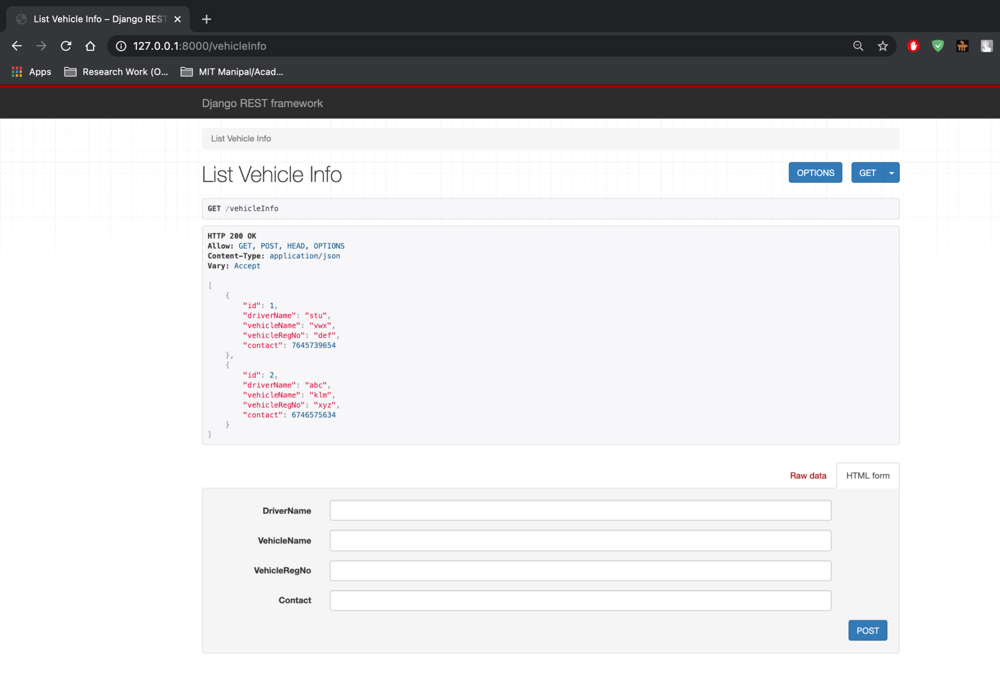 List Vehicle Info – Django REST
127.0.0.1:8000/vehicleInfo
Apps
Research Work (O...
MIT Manipal/Acad...
Django REST framework
List Vehicle Info
List Vehicle Info
OPTIONS
GET
GET /vehicleInfo
HTTP 200 OK
Allow: GET, POST, HEAD, OPTIONS
Content-Type: application/json
Vary: Accept
[
{
"id": 1,
"driverName": "stu",
"vehicleName": "vwx",
"vehicleRegNo": "def",
"contact": 7645739654
},
{
"id": 2,
"driverName": "abc",
"vehicleName": "klm",
"vehicleRegNo": "xyz",
"contact": 6746575634
}
]
Raw data
HTML form
DriverName
VehicleName
VehicleRegNo
Contact
POST